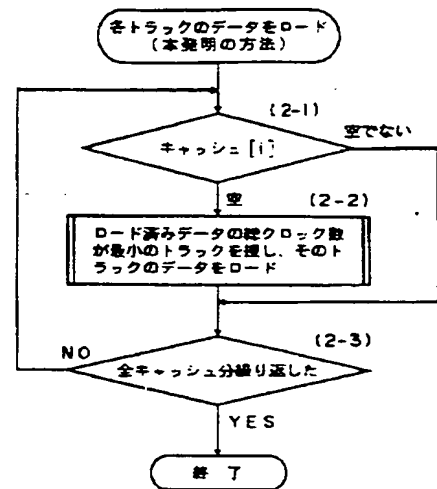 各トラックのデータをロード
(本発明の方法)
(2-1)
キャッシュ[i]
空でない
空
(2-2)
ロード済みデータの総クロック数
が最小のトラックを捜し、そのト
ラックのデータをロード
(2-3)
NO
全キャッシュ分繰り返した
YES
終了